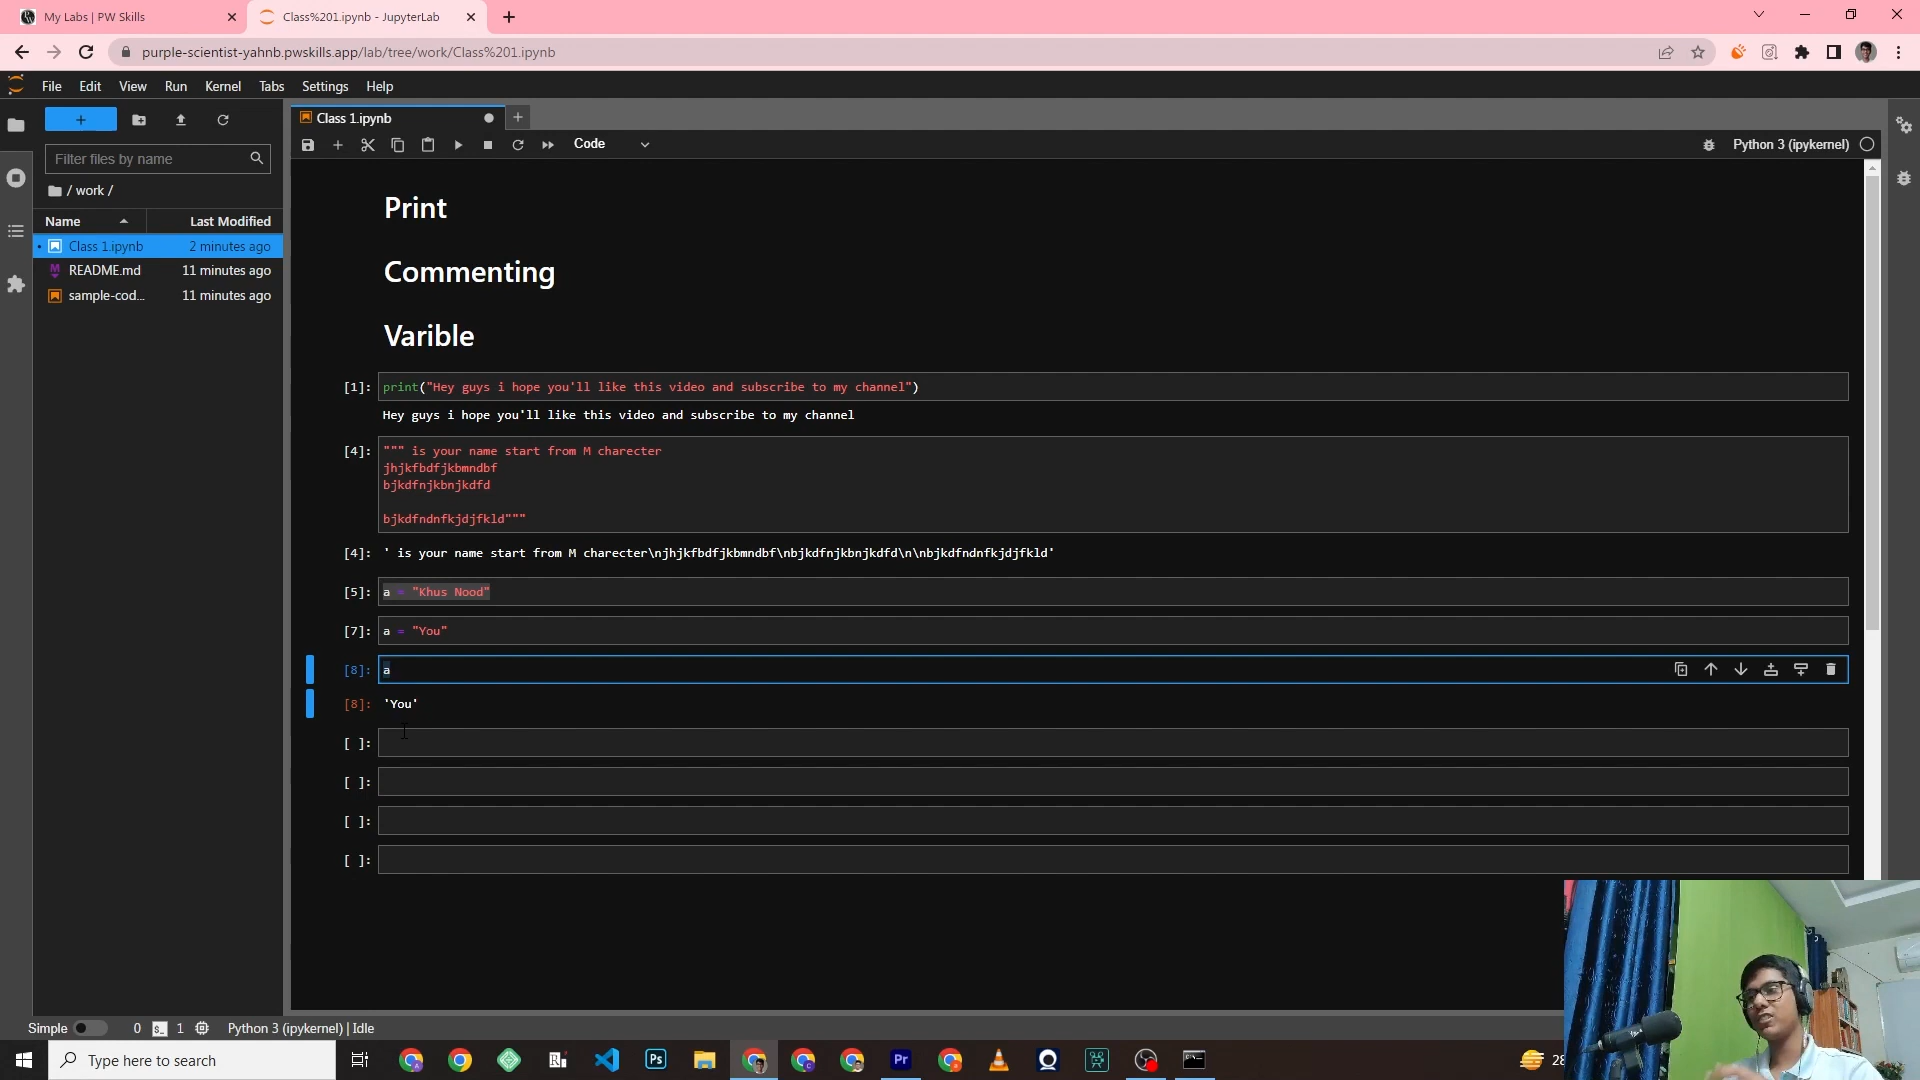 My Labs | PW Skills
Class%201.ipynb - JupyterLab
purple-scientist-yahnb.pwskills.app/lab/tree/work/Class%201.ipynb
File Edit View Run Kernel Tabs Settings Help
Class 1.ipynb
Code
Python 3 (ipykernel)
Filter files by name
/ work /
Name Last Modified
Class 1.ipynb 2 minutes ago
README.md 11 minutes ago
sample-cod... 11 minutes ago
Print
Commenting
Varible
[1]: print("Hey guys i hope you'll like this video and subscribe to my channel")
Hey guys i hope you'll like this video and subscribe to my channel
[4]: """ is your name start from M charecter
jhjkfbdfjkbmndbf
bjkdfnjkbnjkdfd
bjkdfndnfkjdjfkld"""
[4]: ' is your name start from M charecter\njhjkfbdfjkbmndbf\nbjkdfnjkbnjkdfd\n\nbjkdfndnfkjdjfkld'
[5]: a = "Khus Nood"
[7]: a = "You"
[8]: a
[8]: 'You'
[ ]:
[ ]:
[ ]:
[ ]:
Simple 0 1 Python 3 (ipykernel) | Idle
Type here to search
Ps
Pr
28